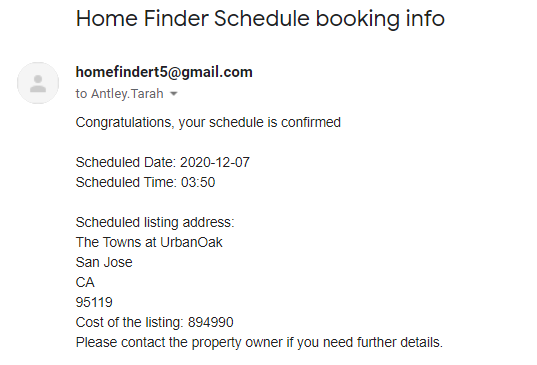 Home Finder Schedule booking info
homefindert5@gmail.com
to Antley.Tarah
Congratulations, your schedule is confirmed
Scheduled Date: 2020-12-07
Scheduled Time: 03:50
Scheduled listing address:
The Towns at UrbanOak
San Jose
CA
95119
Cost of the listing: 894990
Please contact the property owner if you need further details.